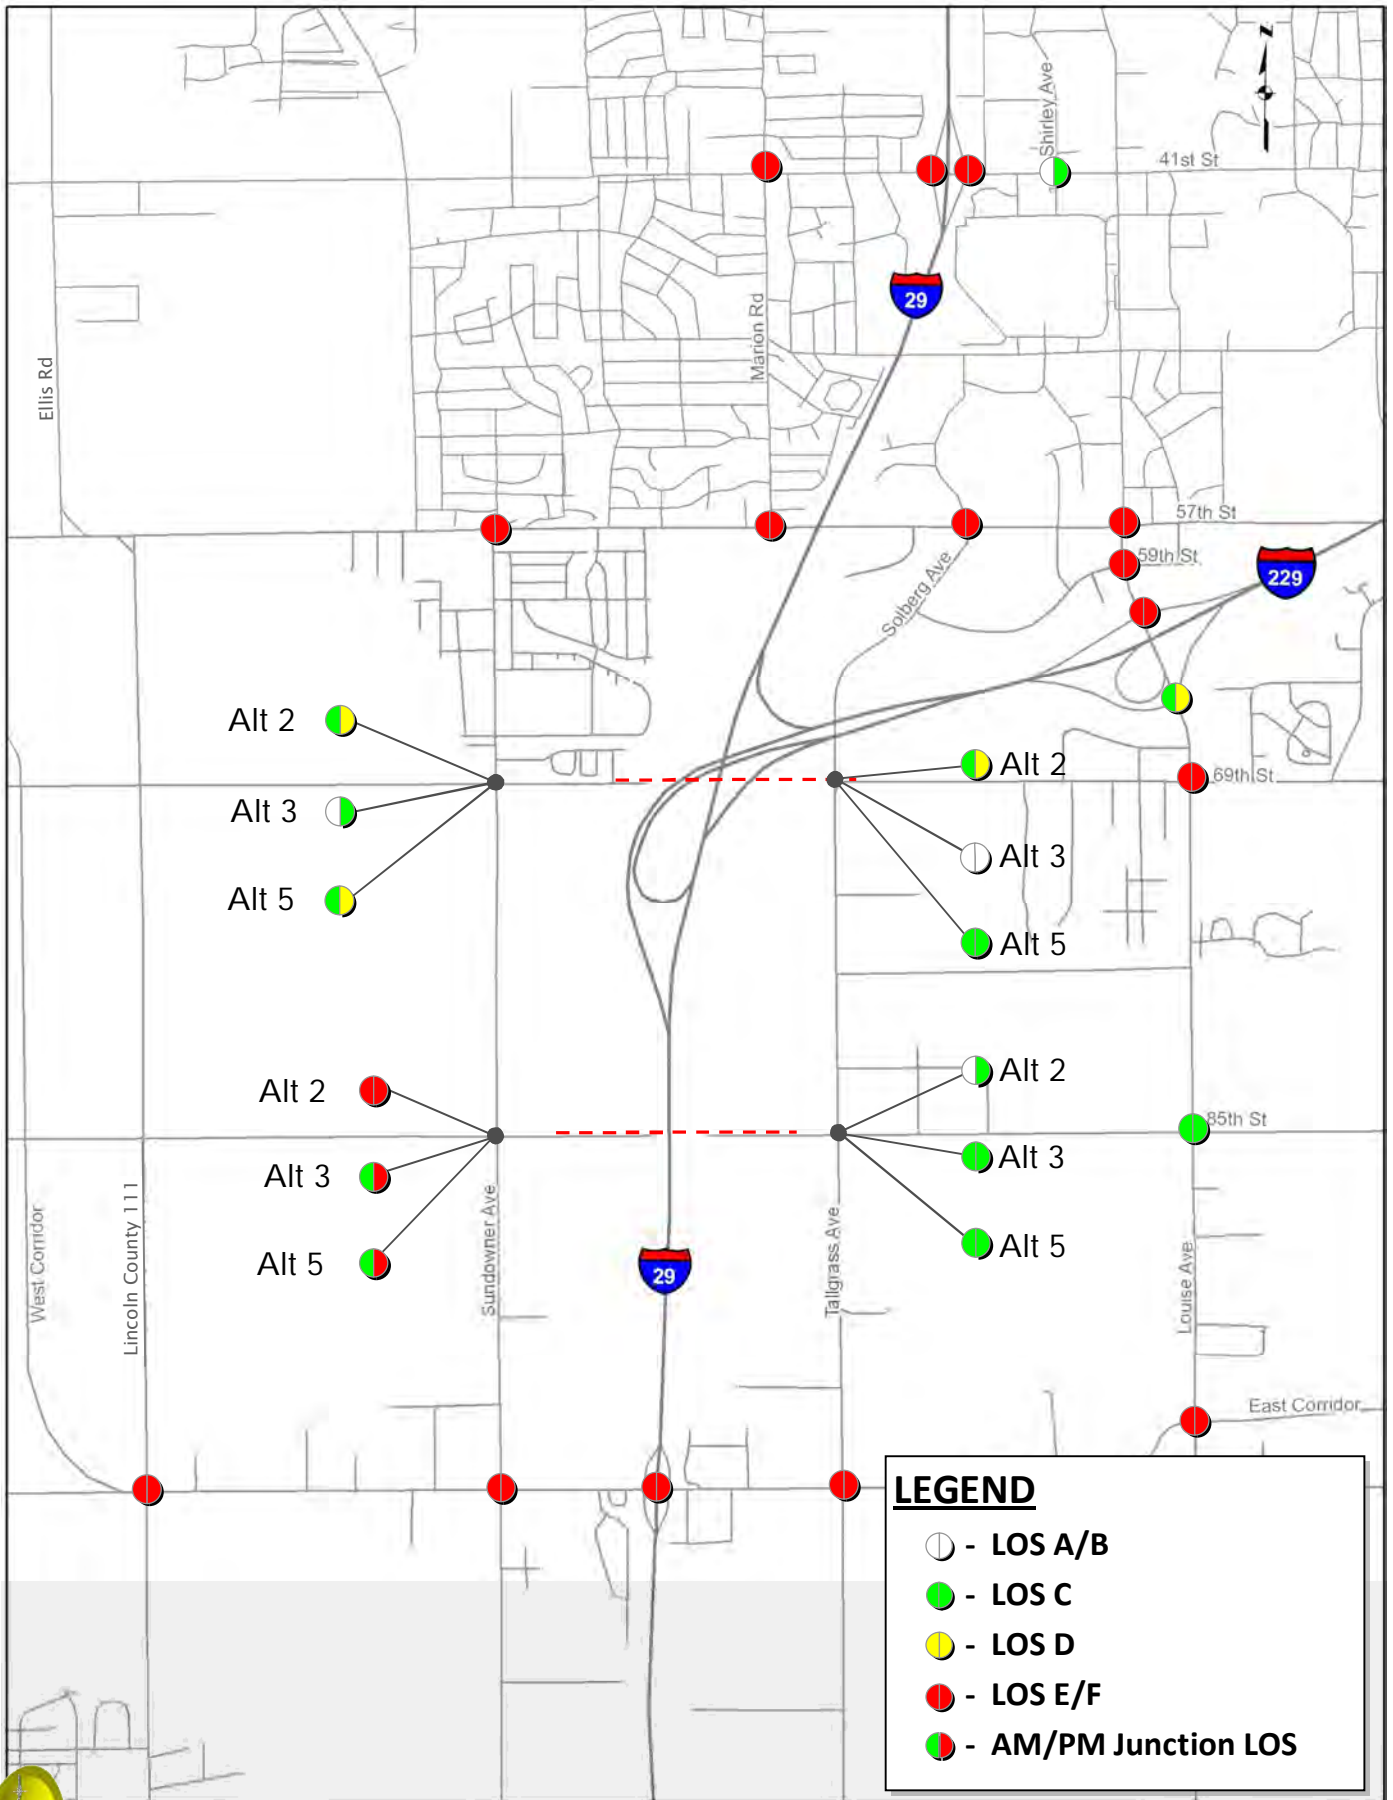 Z
Shirley Ave
41st St
29
Marion Rd
Ellis Rd
57th St
59th St
229
Solberg Ave
Alt 2
Alt 2
69th St
Alt 3
Alt 3
Alt 5
Alt 5
Alt 2
Alt 2
85th St
Alt 3
Alt 3
West Corridor
Lincoln County 111
Sundowner Ave
Tallgrass Ave
Louise Ave
Alt 5
Alt 5
29
East Corridor
LEGEND
- LOS A/B
- LOS C
- LOS D
- LOS E/F
- AM/PM Junction LOS